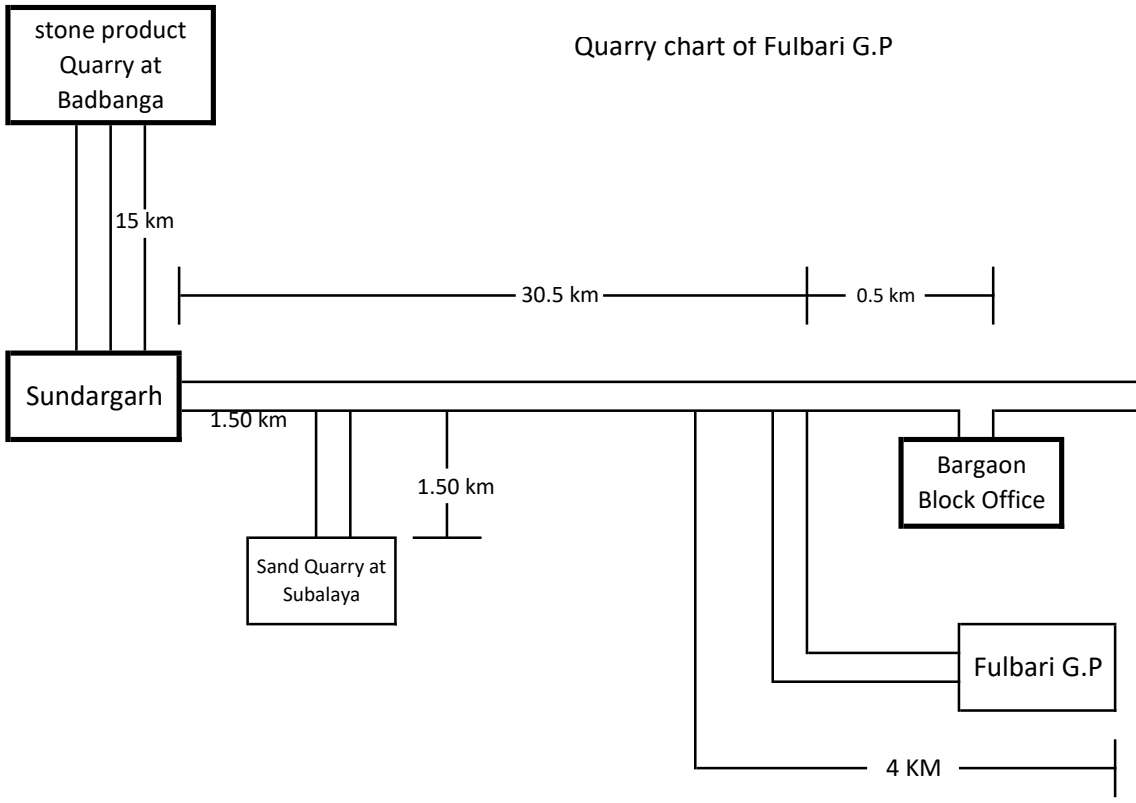 stone product
Quarry at
Badbanga
Quarry chart of Fulbari G.P
15 km
30.5 km
0.5 km
Sundargarh
1.50 km
1.50 km
Bargaon
Block Office
Sand Quarry at
Subalaya
Fulbari G.P
4 KM